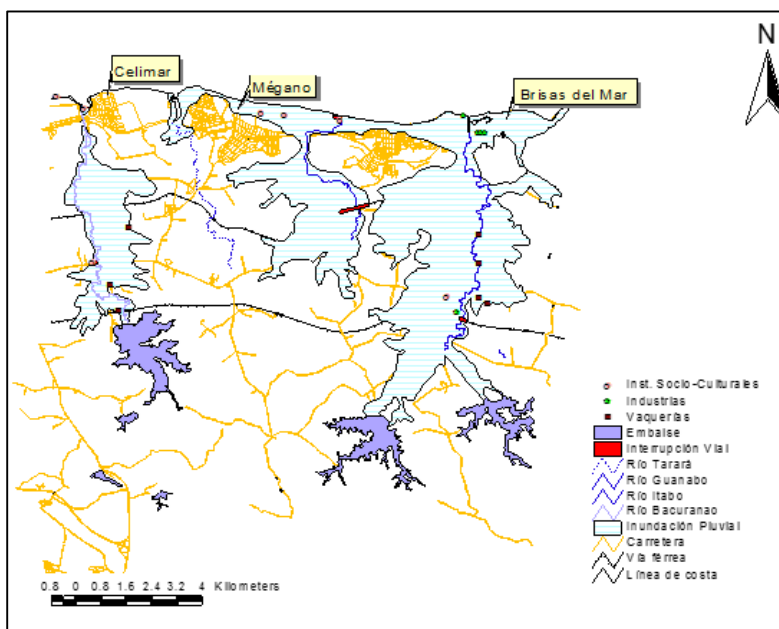 N
Celimar
Mégano
Brisas del Mar
Inst. Socio-Culturales
Industrias
Vaquerías
Embalse
Interrupción Vial
Río Tarará
Río Guanabo
Río Itabo
Río Bacuranao
Inundación Pluvial
Carretera
Vía férrea
Línea de costa
0.8 0 0.8 1.6 2.4 3.2 4 Kilometers